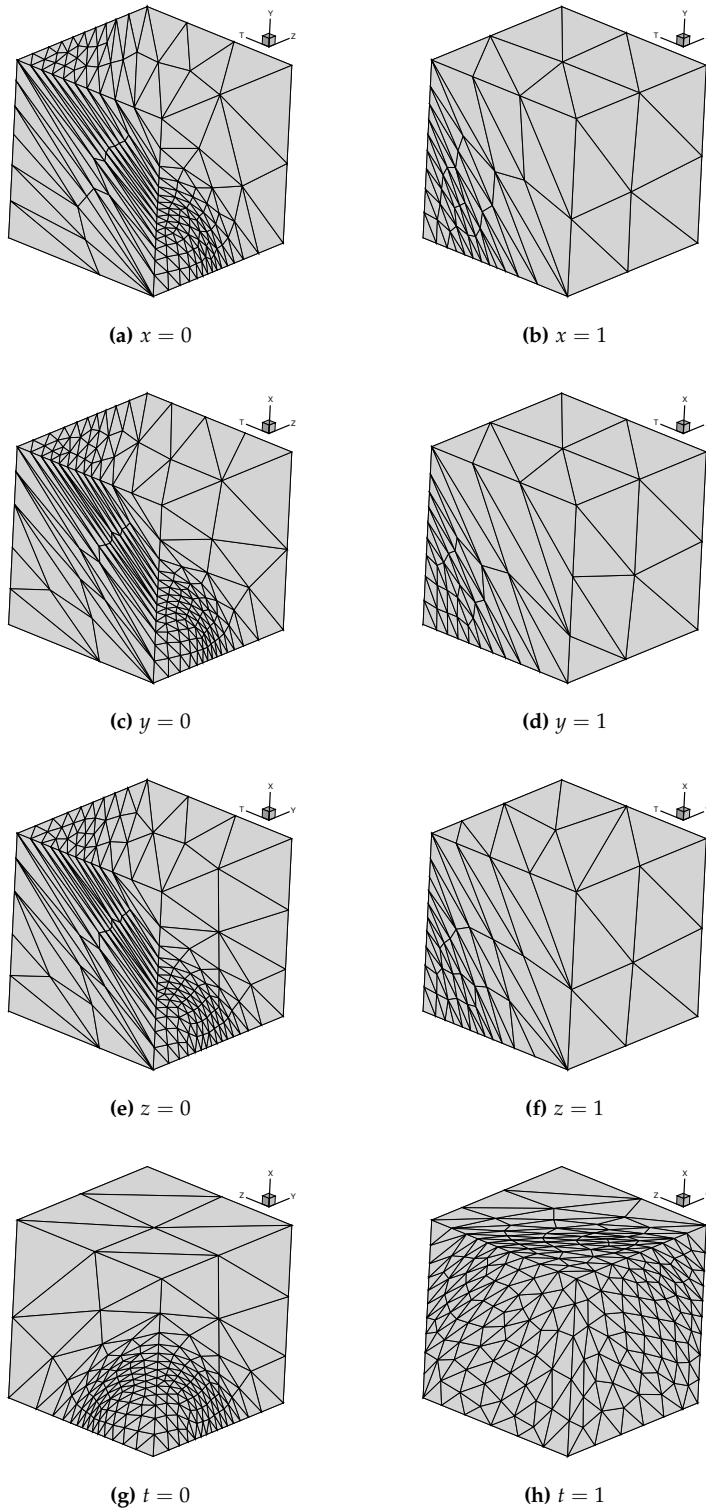 Y
T Z
Y
T
(a) x = 0
(b) x = 1
X
T Z
X
T
(c) y = 0
(d) y = 1
X
T Y
X
T
(e) z = 0
(f) z = 1
X
Z Y
X
Z
(g) t = 0
(h) t = 1